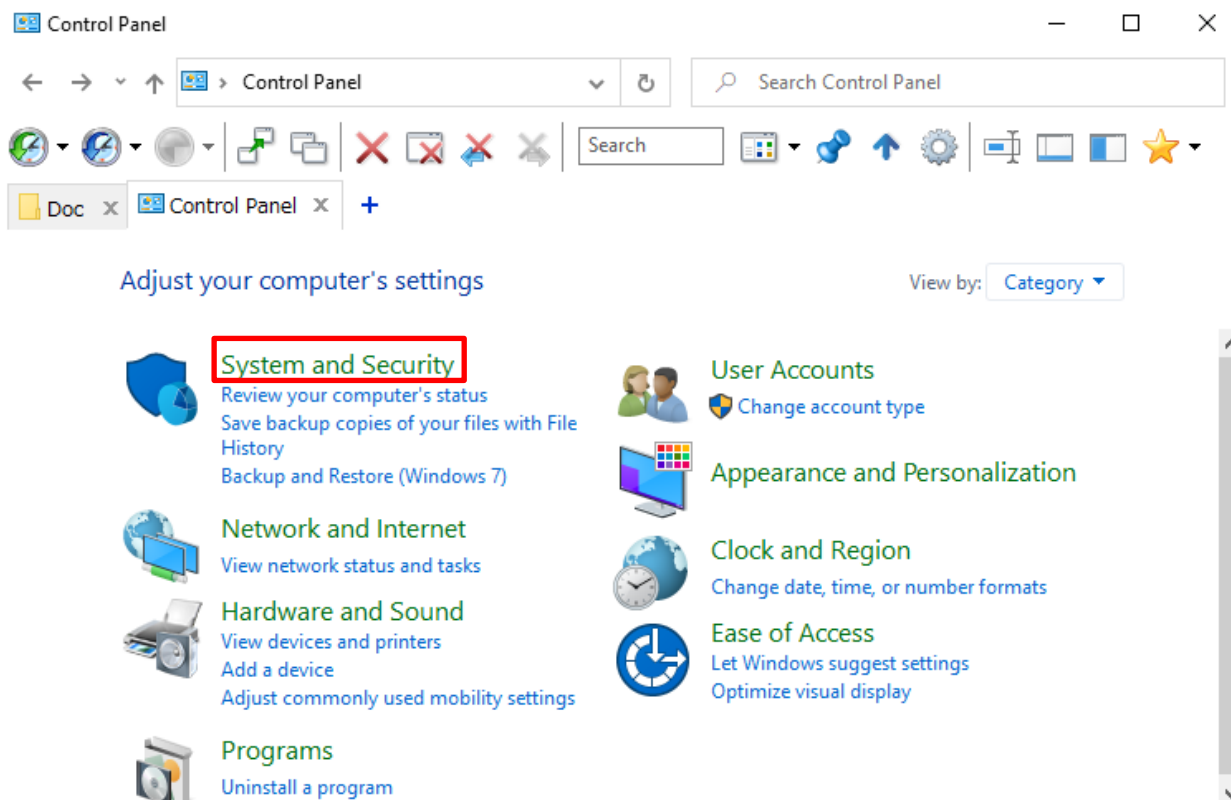 Control Panel
Control Panel
Search Control Panel
Search
Doc
Control Panel
Adjust your computer's settings
View by: Category
System and Security
Review your computer's status
Save backup copies of your files with File
History
Backup and Restore (Windows 7)
Network and Internet
View network status and tasks
Hardware and Sound
View devices and printers
Add a device
Adjust commonly used mobility settings
Programs
Uninstall a program
User Accounts
Change account type
Appearance and Personalization
Clock and Region
Change date, time, or number formats
Ease of Access
Let Windows suggest settings
Optimize visual display